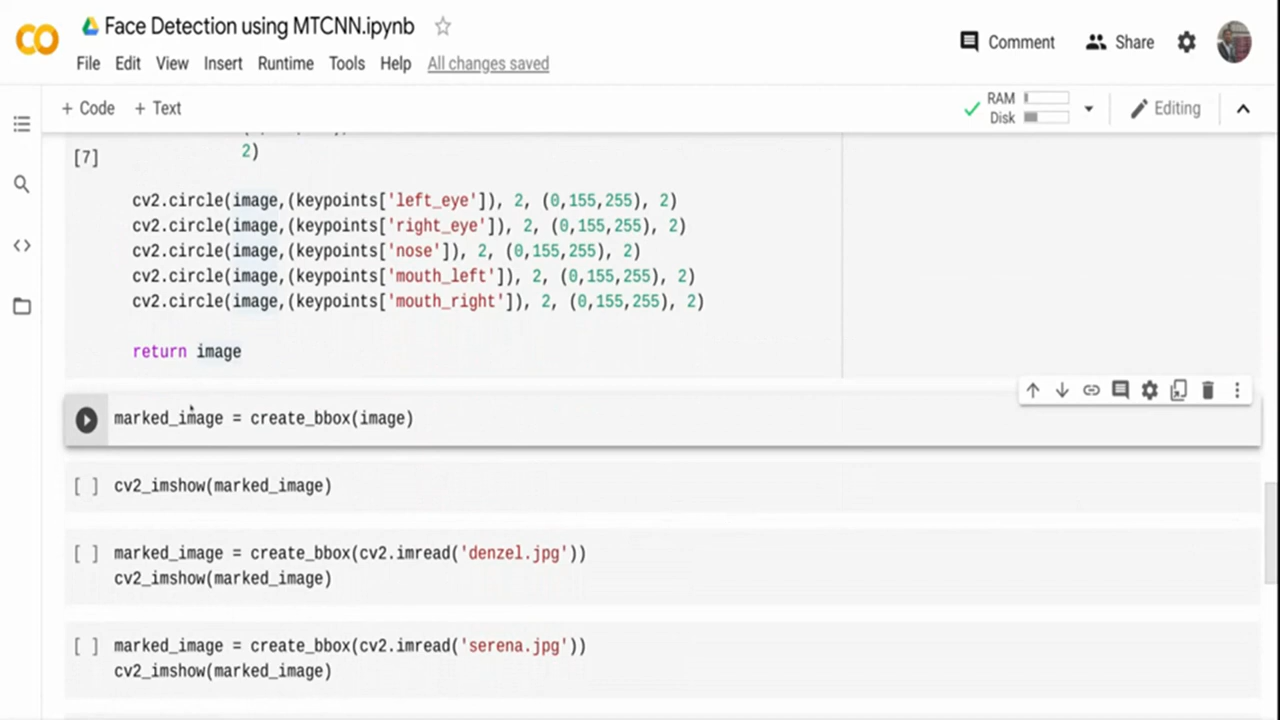 Face Detection using MTCNN.ipynb
Comment
Share
File Edit View Insert Runtime Tools Help All changes saved
+ Code + Text
RAM
Disk
Editing
[7]
2)
cv2.circle(image,(keypoints['left_eye']), 2, (0,155,255), 2)
cv2.circle(image,(keypoints['right_eye']), 2, (0,155,255), 2)
cv2.circle(image,(keypoints['nose']), 2, (0,155,255), 2)
cv2.circle(image,(keypoints['mouth_left']), 2, (0,155,255), 2)
cv2.circle(image,(keypoints['mouth_right']), 2, (0,155,255), 2)
return image
marked_image = create_bbox(image)
[ ] cv2_imshow(marked_image)
[ ] marked_image = create_bbox(cv2.imread('denzel.jpg'))
cv2_imshow(marked_image)
[ ] marked_image = create_bbox(cv2.imread('serena.jpg'))
cv2_imshow(marked_image)